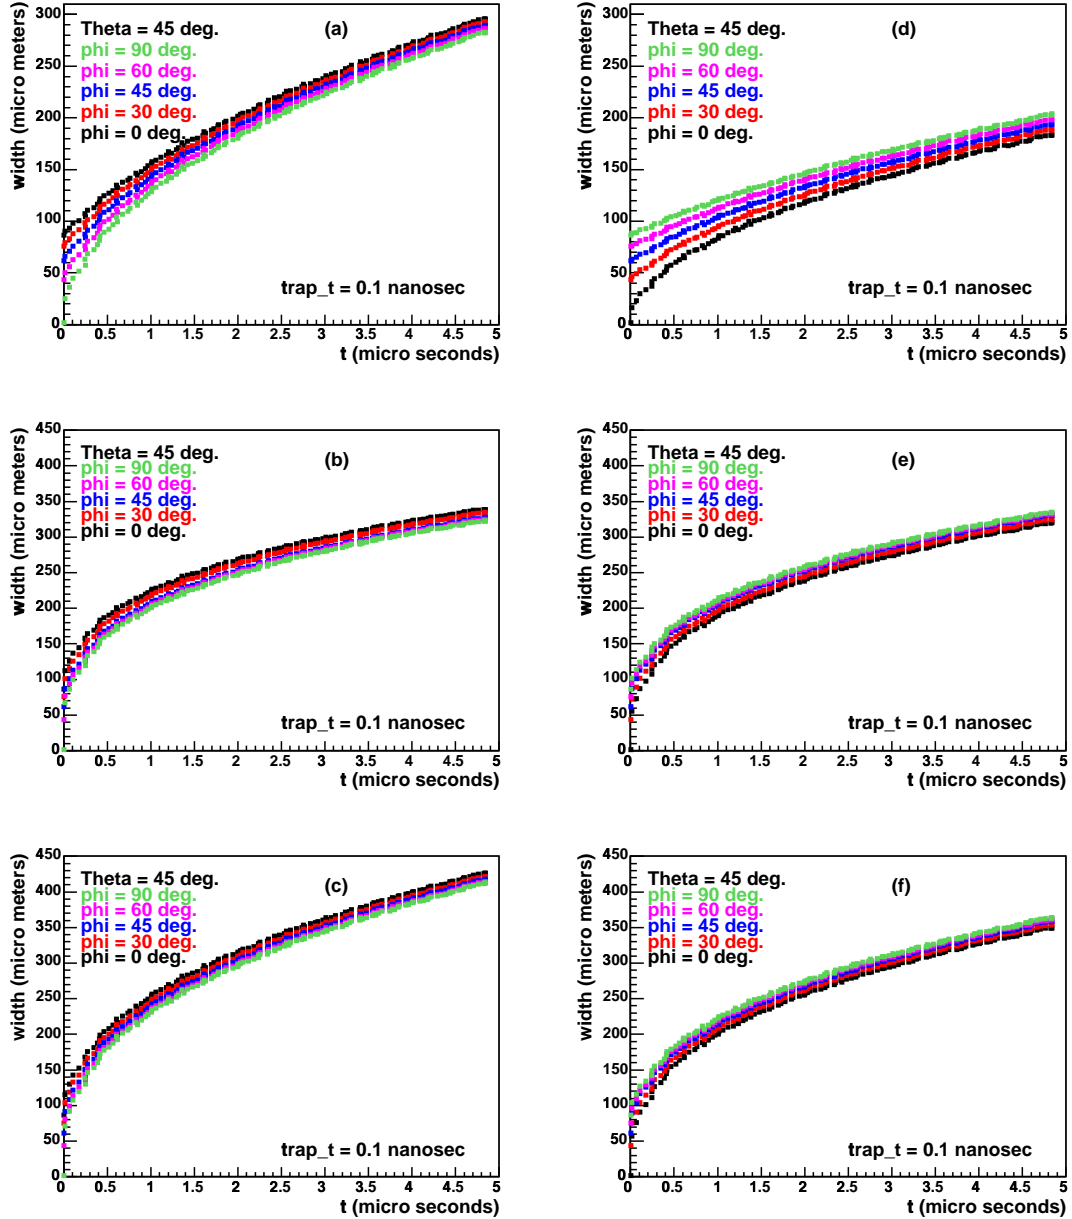 width (micro meters)
300
250
200
150
100
50
0
Theta = 45 deg.
(a)
phi = 90 deg.
phi = 60 deg.
phi = 45 deg.
phi = 30 deg.
phi = 0 deg.
trap_t = 0.1 nanosec
0 0.5 1 1.5 2 2.5 3 3.5 4 4.5 5
t (micro seconds)
width (micro meters)
300
250
200
150
100
50
0
Theta = 45 deg.
(d)
phi = 90 deg.
phi = 60 deg.
phi = 45 deg.
phi = 30 deg.
phi = 0 deg.
trap_t = 0.1 nanosec
0 0.5 1 1.5 2 2.5 3 3.5 4 4.5 5
t (micro seconds)
width (micro meters)
450
400
350
300
250
200
150
100
50
0
Theta = 45 deg.
(b)
phi = 90 deg.
phi = 60 deg.
phi = 45 deg.
phi = 30 deg.
phi = 0 deg.
trap_t = 0.1 nanosec
0 0.5 1 1.5 2 2.5 3 3.5 4 4.5 5
t (micro seconds)
width (micro meters)
450
400
350
300
250
200
150
100
50
0
Theta = 45 deg.
(e)
phi = 90 deg.
phi = 60 deg.
phi = 45 deg.
phi = 30 deg.
phi = 0 deg.
trap_t = 0.1 nanosec
0 0.5 1 1.5 2 2.5 3 3.5 4 4.5 5
t (micro seconds)
width (micro meters)
450
400
350
300
250
200
150
100
50
0
Theta = 45 deg.
(c)
phi = 90 deg.
phi = 60 deg.
phi = 45 deg.
phi = 30 deg.
phi = 0 deg.
trap_t = 0.1 nanosec
0 0.5 1 1.5 2 2.5 3 3.5 4 4.5 5
t (micro seconds)
width (micro meters)
450
400
350
300
250
200
150
100
50
0
Theta = 45 deg.
(f)
phi = 90 deg.
phi = 60 deg.
phi = 45 deg.
phi = 30 deg.
phi = 0 deg.
trap_t = 0.1 nanosec
0 0.5 1 1.5 2 2.5 3 3.5 4 4.5 5
t (micro seconds)